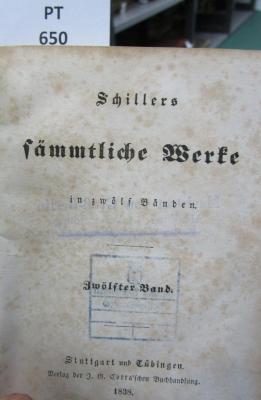 PT
650
Schillers
sämmtliche Werke
in zwölf Bänden.
Zwölfter Band.
Stuttgart und Tübingen.
Verlag der J. G. Cotta'schen Buchhandlung.
1838.